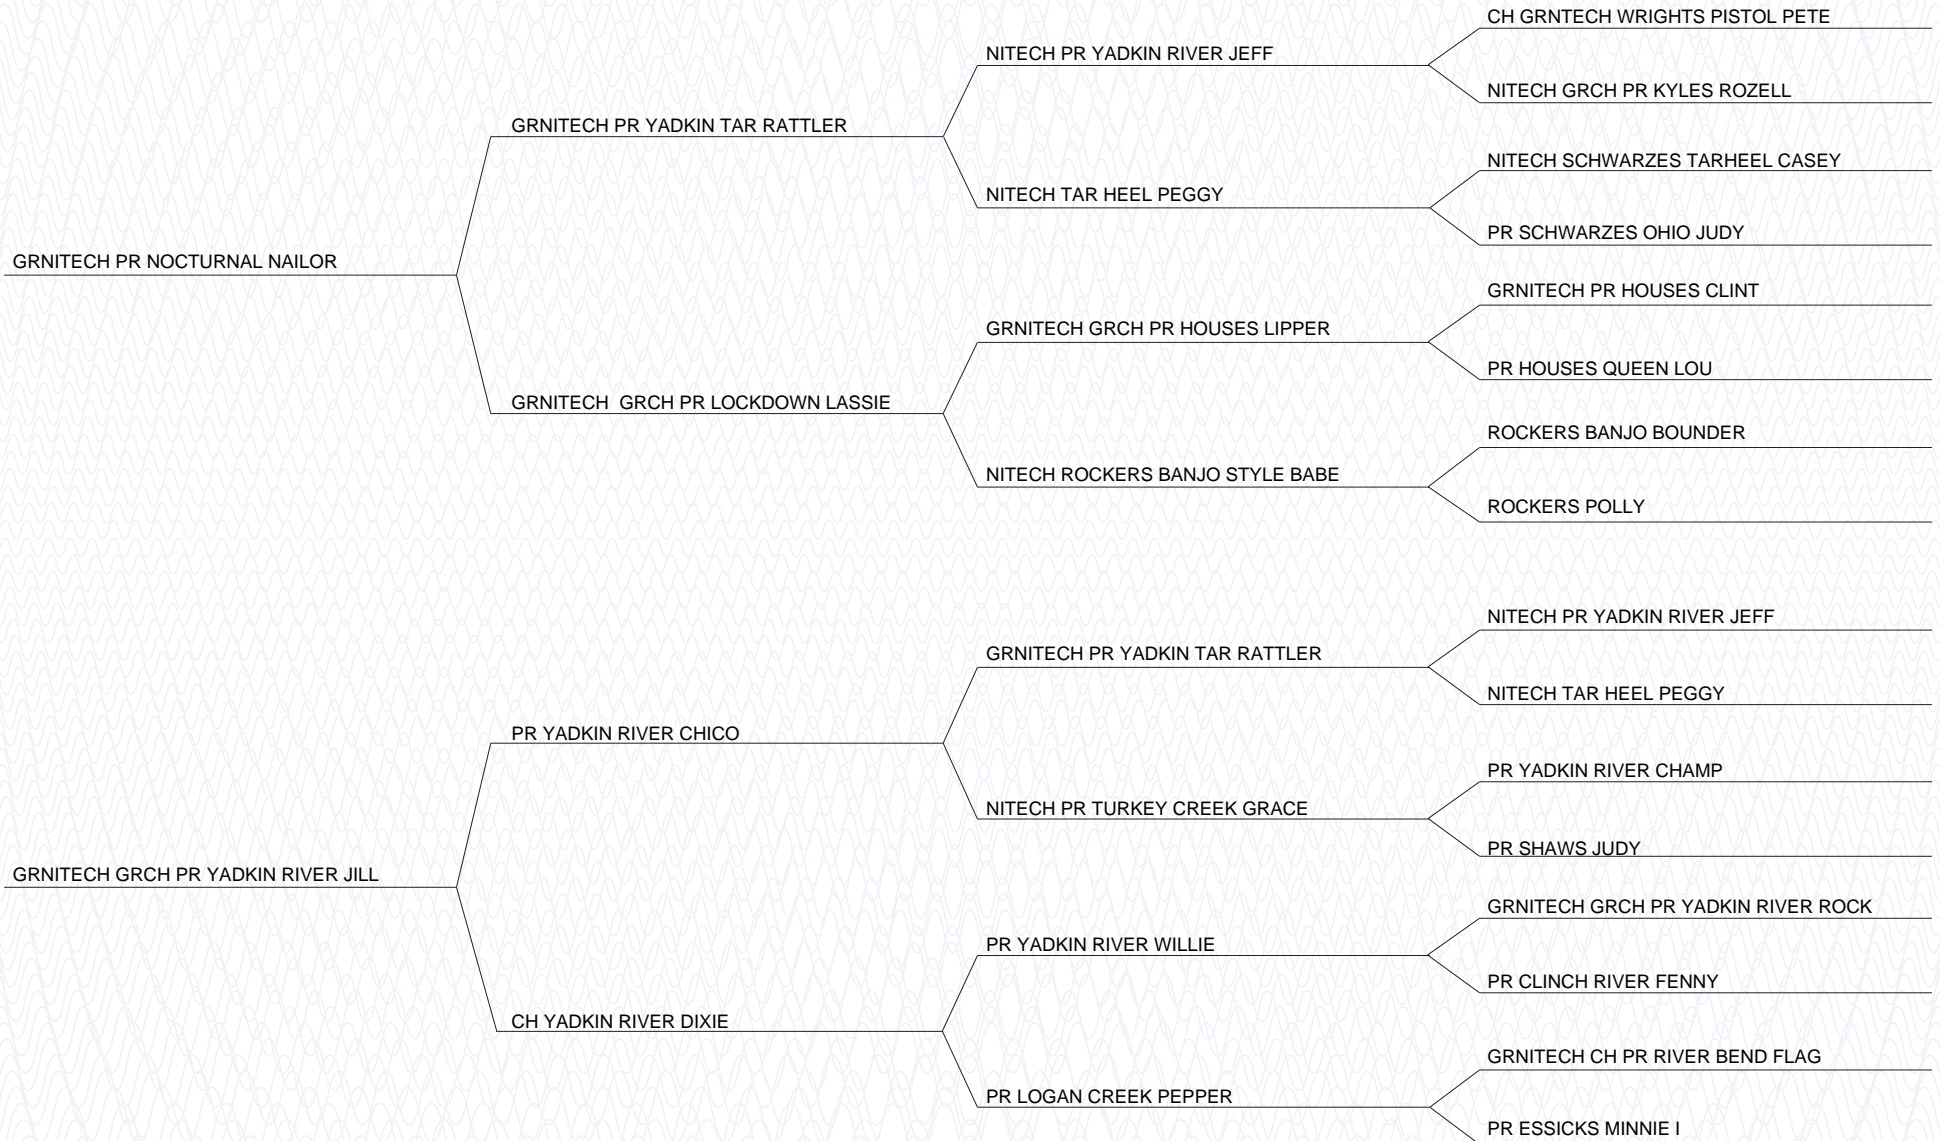 CH GRNTECH WRIGHTS PISTOL PETE
NITECH PR YADKIN RIVER JEFF
NITECH GRCH PR KYLES ROZELL
GRNITECH PR YADKIN TAR RATTLER
NITECH SCHWARZES TARHEEL CASEY
NITECH TAR HEEL PEGGY
PR SCHWARZES OHIO JUDY
GRNITECH PR NOCTURNAL NAILOR
GRNITECH PR HOUSES CLINT
GRNITECH GRCH PR HOUSES LIPPER
PR HOUSES QUEEN LOU
GRNITECH  GRCH PR LOCKDOWN LASSIE
ROCKERS BANJO BOUNDER
NITECH ROCKERS BANJO STYLE BABE
ROCKERS POLLY
NITECH PR YADKIN RIVER JEFF
GRNITECH PR YADKIN TAR RATTLER
NITECH TAR HEEL PEGGY
PR YADKIN RIVER CHICO
PR YADKIN RIVER CHAMP
NITECH PR TURKEY CREEK GRACE
PR SHAWS JUDY
GRNITECH GRCH PR YADKIN RIVER JILL
GRNITECH GRCH PR YADKIN RIVER ROCK
PR YADKIN RIVER WILLIE
PR CLINCH RIVER FENNY
CH YADKIN RIVER DIXIE
GRNITECH CH PR RIVER BEND FLAG
PR LOGAN CREEK PEPPER
PR ESSICKS MINNIE I